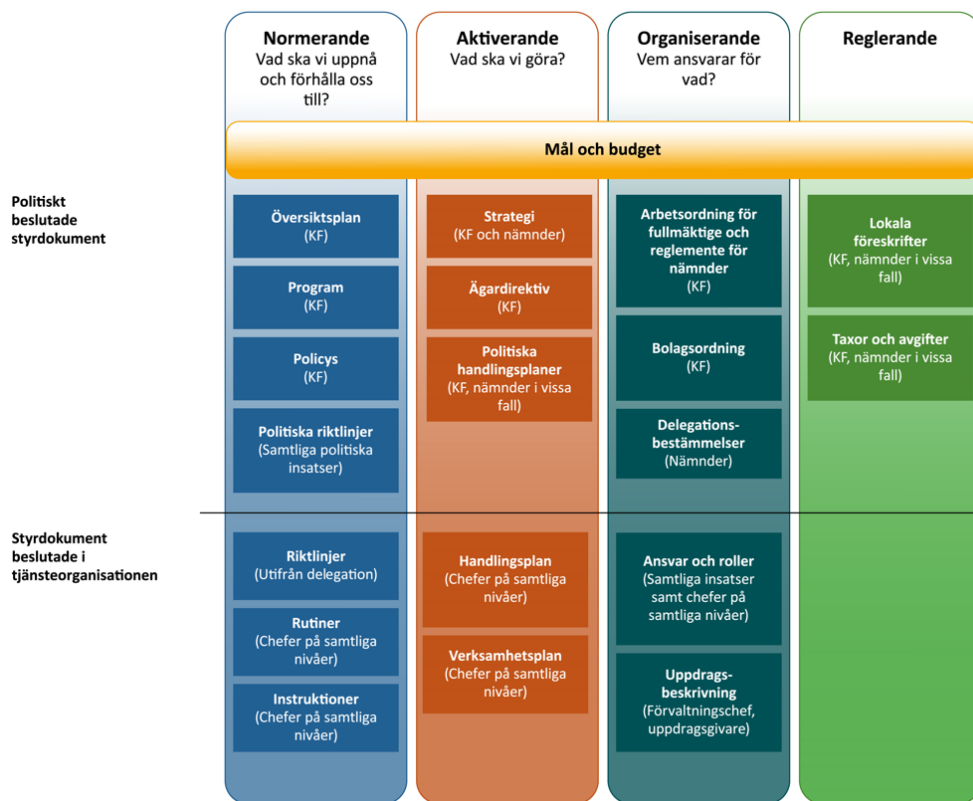 Normerande
Vad ska vi uppnå
och förhålla oss
till?
Aktiverande
Vad ska vi göra?
Organiserande
Vem ansvarar för
vad?
Reglerande
Mål och budget
Politiskt
beslutade
styrdokument
Översiktsplan
(KF)
Program
(KF)
Policys
(KF)
Politiska riktlinjer
(Samtliga politiska
insatser)
Strategi
(KF och nämnder)
Ägardirektiv
(KF)
Politiska
handlingsplaner
(KF, nämnder i vissa
fall)
Arbetsordning för
fullmäktige och
reglemente för
nämnder
(KF)
Bolagsordning
(KF)
Delegations-
bestämmelser
(Nämnder)
Lokala
föreskrifter
(KF, nämnder i vissa
fall)
Taxor och avgifter
(KF, nämnder i vissa
fall)
Styrdokument
beslutade i
tjänsteorganisationen
Riktlinjer
(Utifrån delegation)
Rutiner
(Chefer på samtliga
nivåer)
Instruktioner
(Chefer på samtliga
nivåer)
Handlingsplan
(Chefer på samtliga
nivåer)
Verksamhetsplan
(Chefer på samtliga
nivåer)
Ansvar och roller
(Samtliga insatser
samt chefer på
samtliga nivåer)
Uppdrags-
beskrivning
(Förvaltningschef,
uppdragsgivare)